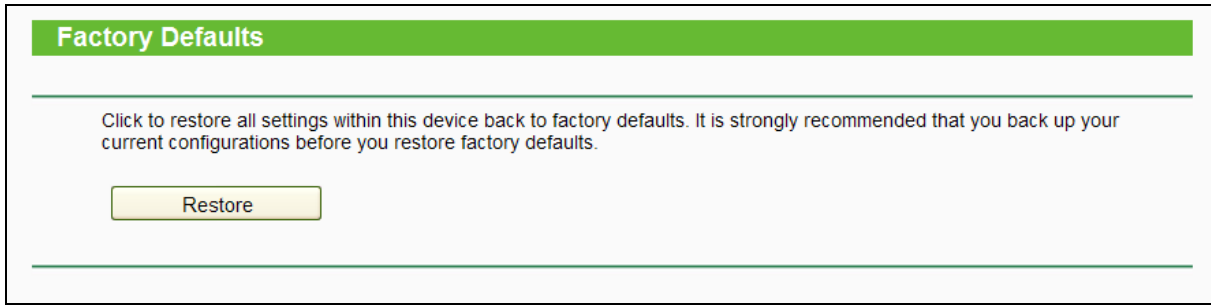 Factory Defaults
Click to restore all settings within this device back to factory defaults. It is strongly recommended that you back up your
current configurations before you restore factory defaults.
Restore